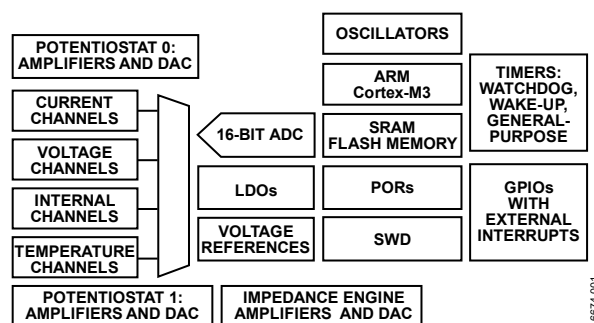 POTENTIOSTAT 0:
AMPLIFIERS AND DAC
CURRENT
CHANNELS
VOLTAGE
CHANNELS
INTERNAL
CHANNELS
TEMPERATURE
CHANNELS
POTENTIOSTAT 1:
AMPLIFIERS AND DAC
16-BIT ADC
LDOs
VOLTAGE
REFERENCES
IMPEDANCE ENGINE
AMPLIFIERS AND DAC
OSCILLATORS
ARM
Cortex-M3
SRAM
FLASH MEMORY
PORs
SWD
TIMERS:
WATCHDOG,
WAKE-UP,
GENERAL-
PURPOSE
GPIOs
WITH
EXTERNAL
INTERRUPTS